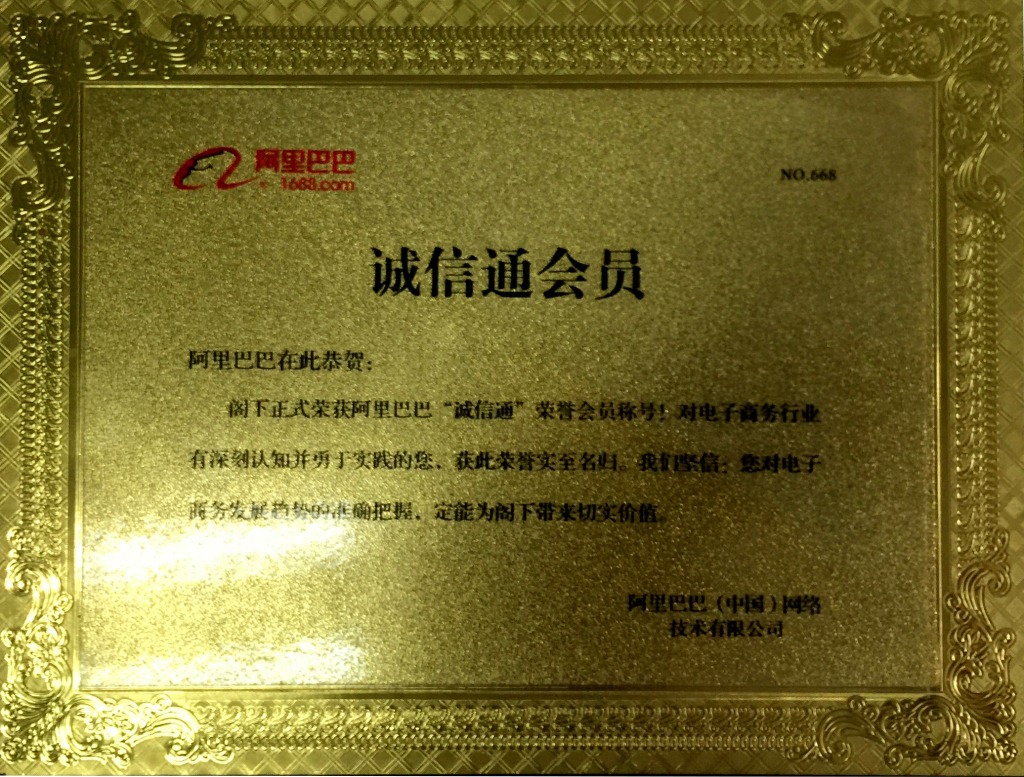 阿里巴巴
1688.com
NO.668
诚信通会员
阿里巴巴在此恭贺:
阁下正式荣获阿里巴巴“诚信通”荣誉会员称号！对电子商务行业
有深刻认知并勇于实践的您、获此荣誉实至名归。我们坚信：您对电子
商务发展趋势的准确把握、定能为阁下带来切实价值。
阿里巴巴（中国）网络
技术有限公司